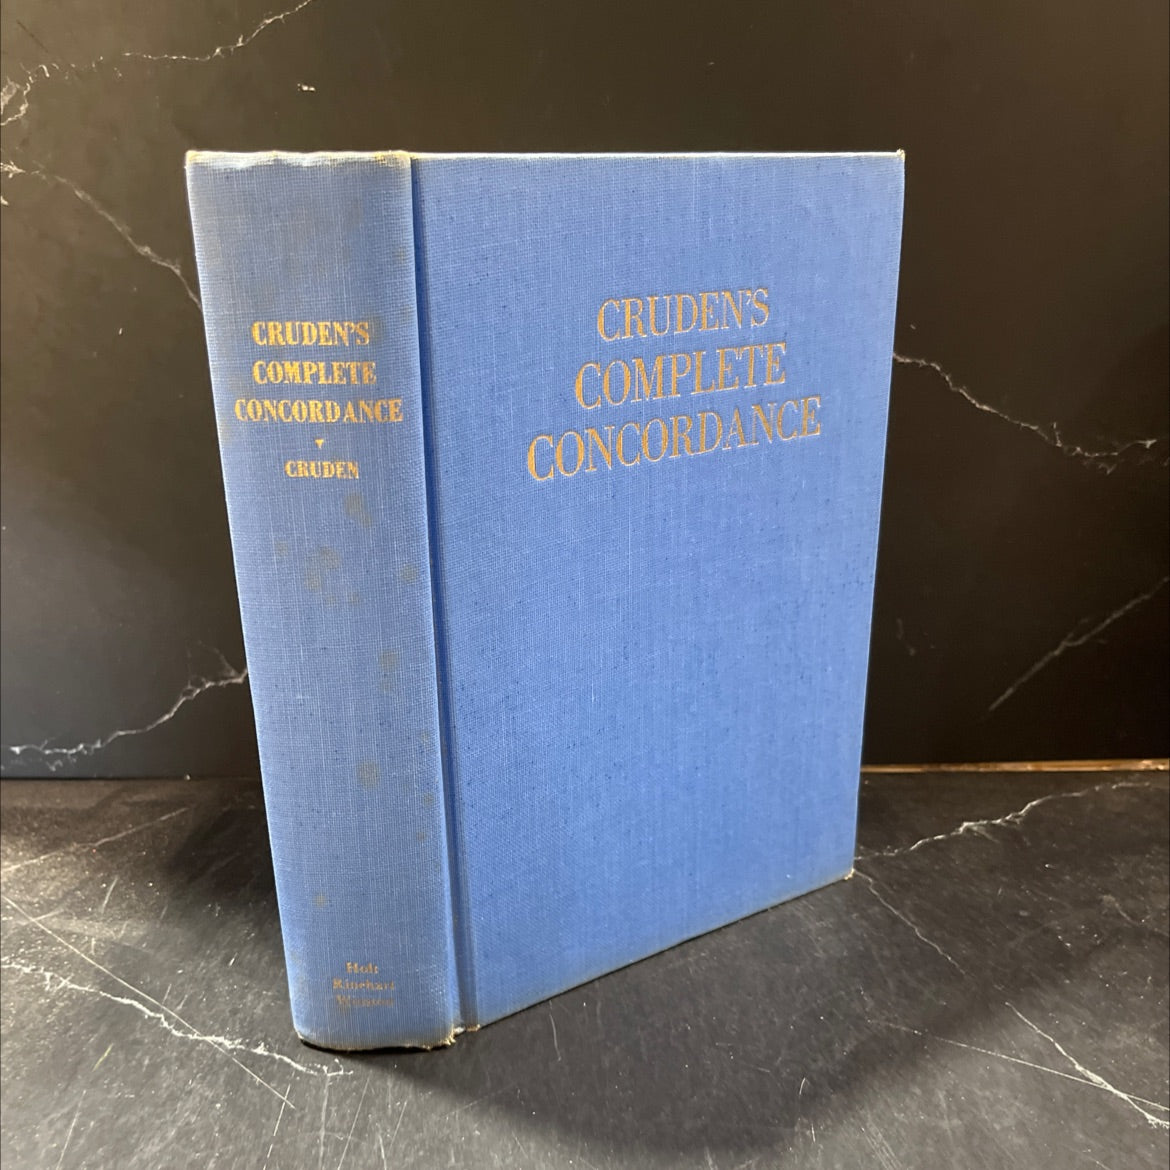 CRUDEN'S
COMPLETE
CONCORDANCE
CRUDEN
Holt
Rinehart
Winston
CRUDEN'S
COMPLETE
CONCORDANCE